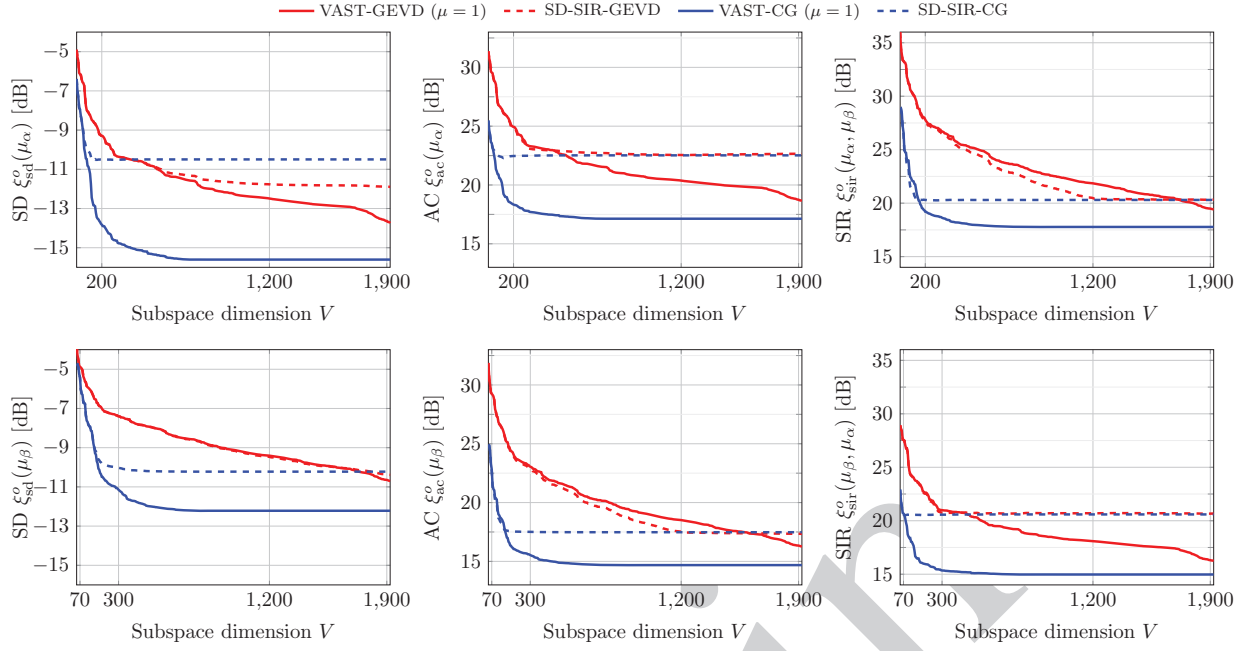 VAST-GEVD (μ = 1) SD-SIR-GEVD VAST-CG (μ = 1) SD-SIR-CG
SD ξ^o_sd(μ_α) [dB]
−5
−7
−9
−11
−13
−15
200 1,200 1,900
Subspace dimension V
AC ξ^o_ac(μ_α) [dB]
30
25
20
15
200 1,200 1,900
Subspace dimension V
SIR ξ^o_sir(μ_α, μ_β) [dB]
35
30
25
20
15
200 1,200 1,900
Subspace dimension V
SD ξ^o_sd(μ_β) [dB]
−5
−7
−9
−11
−13
−15
70 300 1,200 1,900
Subspace dimension V
AC ξ^o_ac(μ_β) [dB]
30
25
20
15
70 300 1,200 1,900
Subspace dimension V
SIR ξ^o_sir(μ_β, μ_α) [dB]
35
30
25
20
15
70 300 1,200 1,900
Subspace dimension V